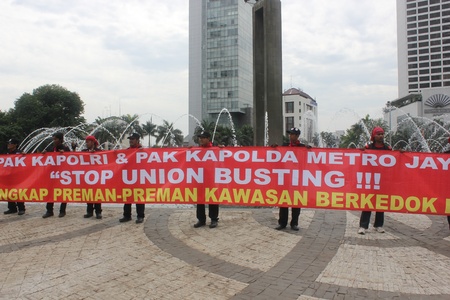 PAK KAPOLRI & PAK KAPOLDA METRO JAY
“STOP UNION BUSTING !!!
NGKAP PREMAN-PREMAN KAWASAN BERKEDOK